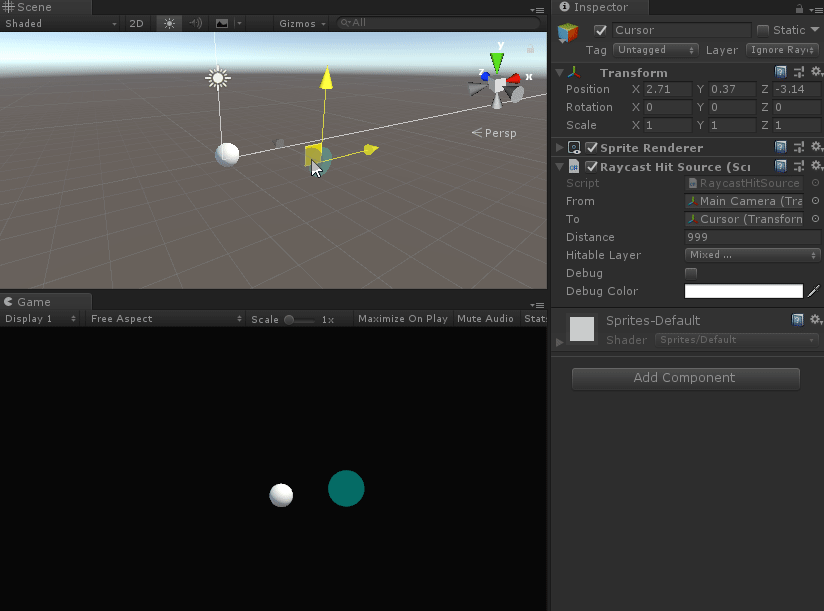 Scene
Shaded 2D Gizmos All
y
x
z
Persp
Game
Display 1 Free Aspect Scale 1x Maximize On Play Mute Audio Stats
Inspector
Cursor Static
Tag Untagged Layer Ignore Rayc
Transform
Position X 2.71 Y 0.37 Z -3.14
Rotation X 0 Y 0 Z 0
Scale X 1 Y 1 Z 1
Sprite Renderer
Raycast Hit Source (Scr
Script RaycastHitSource
From Main Camera (Tra
To Cursor (Transforn
Distance 999
Hitable Layer Mixed ...
Debug
Debug Color
Sprites-Default
Shader Sprites/Default
Add Component